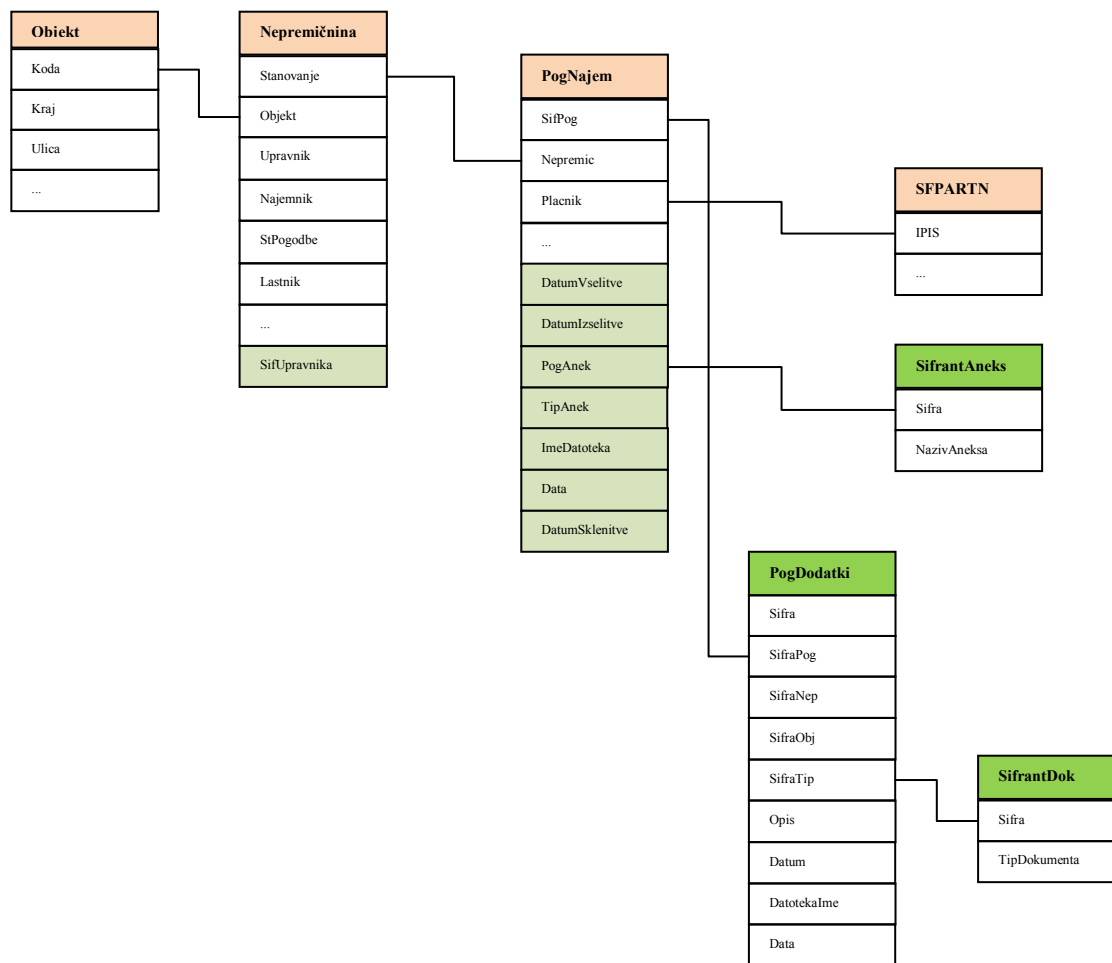 Objekt
Koda
Kraj
Ulica
...
Nepremičnina
Stanovanje
Objekt
Upravnik
Najemnik
StPogodbe
Lastnik
...
SifUpravnika
PogNajem
SifPog
Nepremic
Placnik
...
DatumVselitve
DatumIzselitve
PogAnek
TipAnek
ImeDatoteka
Data
DatumSklenitve
SFPARTN
IPIS
...
SifrantAneks
Sifra
NazivAneksa
PogDodatki
Sifra
SifraPog
SifraNep
SifraObj
SifraTip
Opis
Datum
DatotekaIme
Data
SifrantDok
Sifra
TipDokumenta